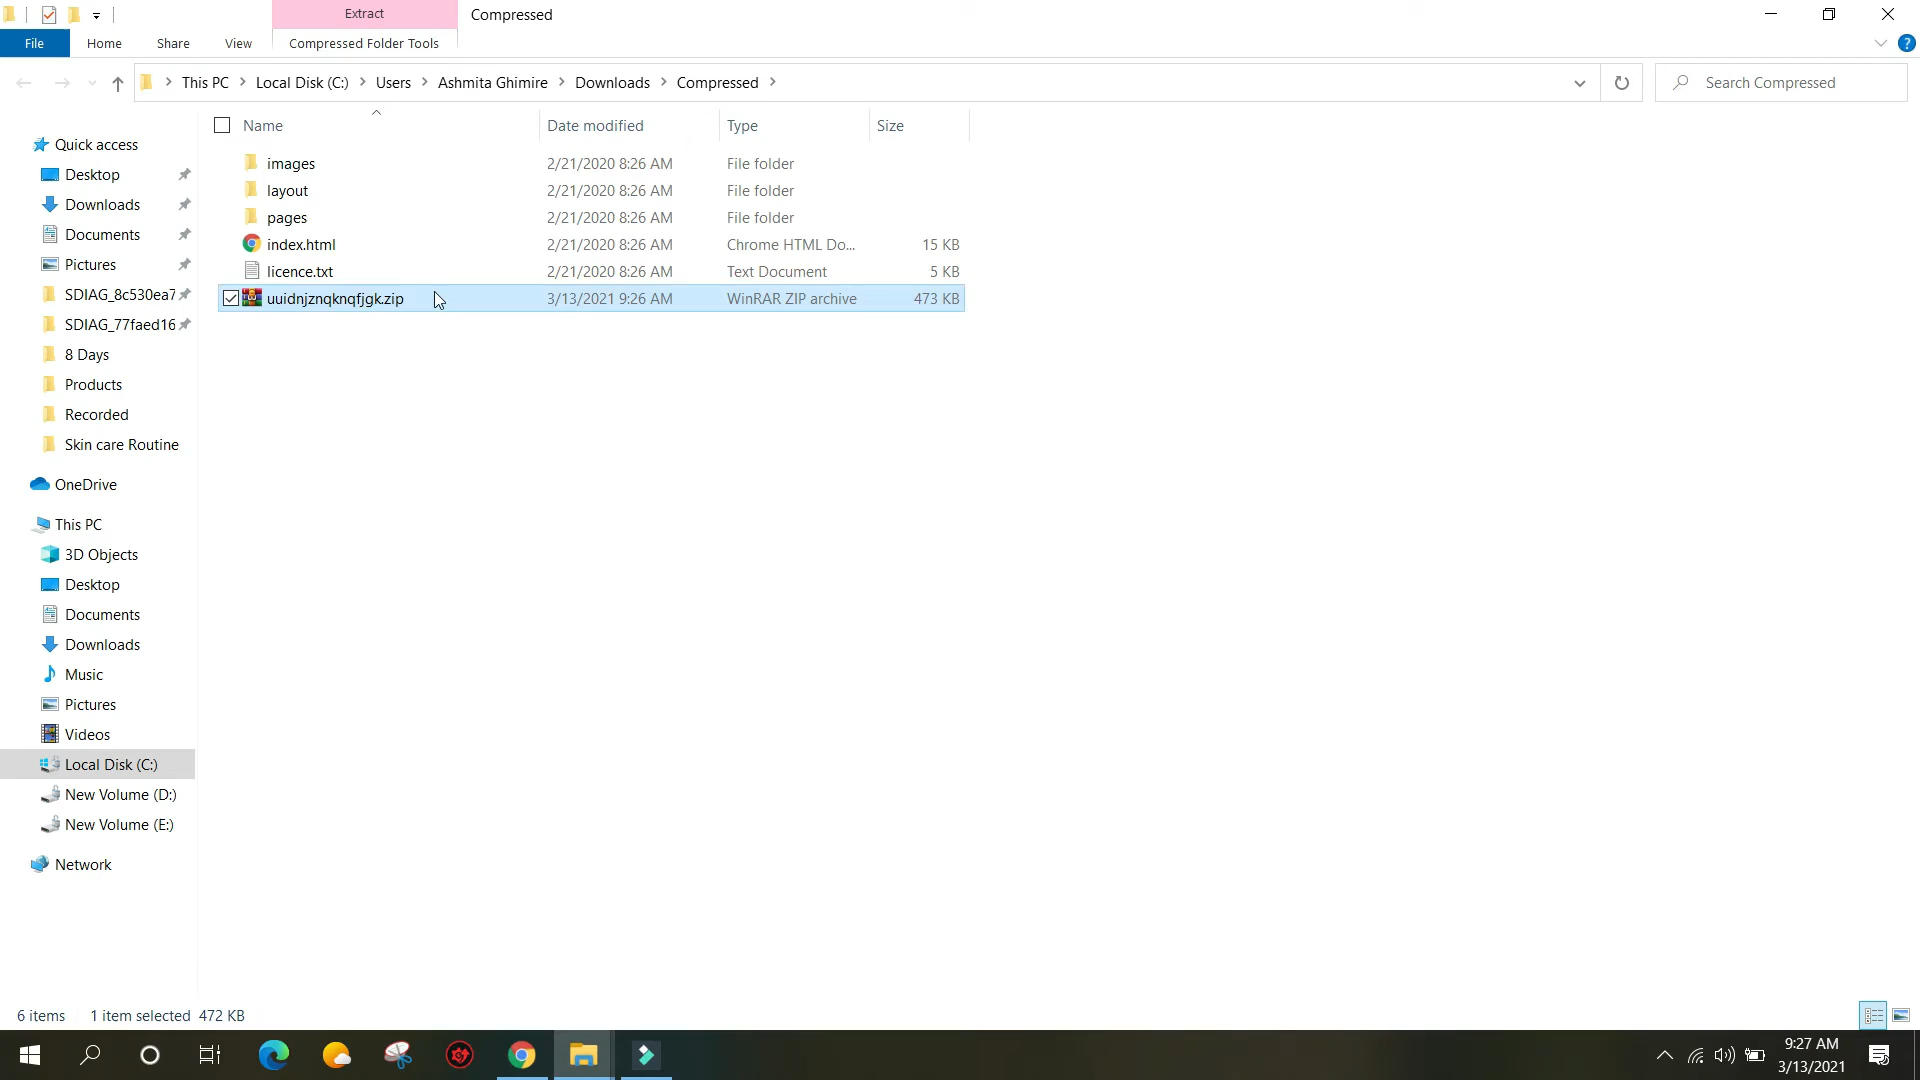 Extract
Compressed
File
Home
Share
View
Compressed Folder Tools
This PC
Local Disk (C:)
Users
Ashmita Ghimire
Downloads
Compressed
Search Compressed
Name
Date modified
Type
Size
images 2/21/2020 8:26 AM File folder
layout 2/21/2020 8:26 AM File folder
pages 2/21/2020 8:26 AM File folder
index.html 2/21/2020 8:26 AM Chrome HTML Do... 15 KB
licence.txt 2/21/2020 8:26 AM Text Document 5 KB
uuidnjznqknqfjgk.zip 3/13/2021 9:26 AM WinRAR ZIP archive 473 KB
Quick access
Desktop
Downloads
Documents
Pictures
SDIAG_8c530ea7
SDIAG_77faed16
8 Days
Products
Recorded
Skin care Routine
OneDrive
This PC
3D Objects
Desktop
Documents
Downloads
Music
Pictures
Videos
Local Disk (C:)
New Volume (D:)
New Volume (E:)
Network
6 items
1 item selected 472 KB
9:27 AM
3/13/2021